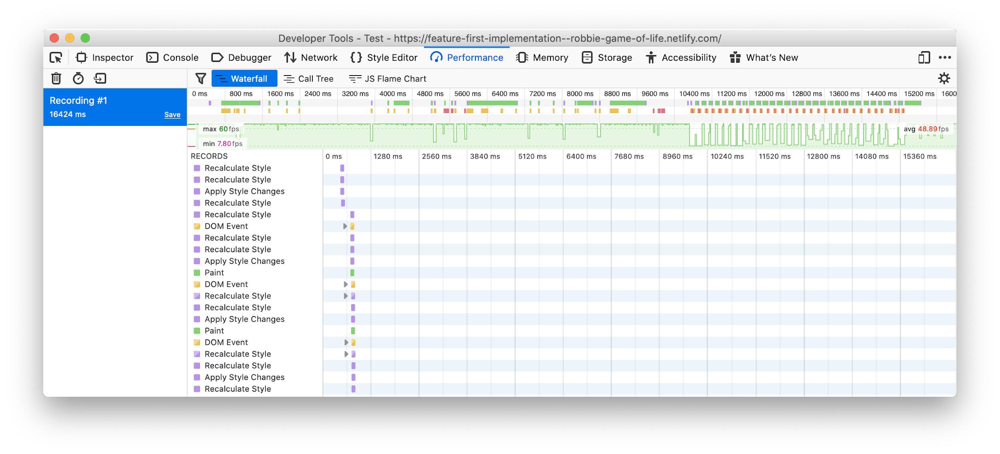 Developer Tools - Test - https://feature-first-implementation--robbie-game-of-life.netlify.com/
Inspector Console Debugger Network Style Editor Performance Memory Storage Accessibility What's New
Waterfall Call Tree JS Flame Chart
Recording #1
16424 ms Save
0 ms 800 ms 1600 ms 2400 ms 3200 ms 4000 ms 4800 ms 5600 ms 6400 ms 7200 ms 8000 ms 8800 ms 9600 ms 10400 ms 11200 ms 12000 ms 12800 ms 13600 ms 14400 ms 15200 ms 1600
max 60 fps
avg 48.89 fps
min 7.80 fps
RECORDS 0 ms 1280 ms 2560 ms 3840 ms 5120 ms 6400 ms 7680 ms 8960 ms 10240 ms 11520 ms 12800 ms 14080 ms 15360 ms
Recalculate Style
Recalculate Style
Apply Style Changes
Recalculate Style
Recalculate Style
DOM Event
Recalculate Style
Recalculate Style
Apply Style Changes
Paint
DOM Event
Recalculate Style
Recalculate Style
Apply Style Changes
Paint
DOM Event
Recalculate Style
Recalculate Style
Apply Style Changes
Recalculate Style